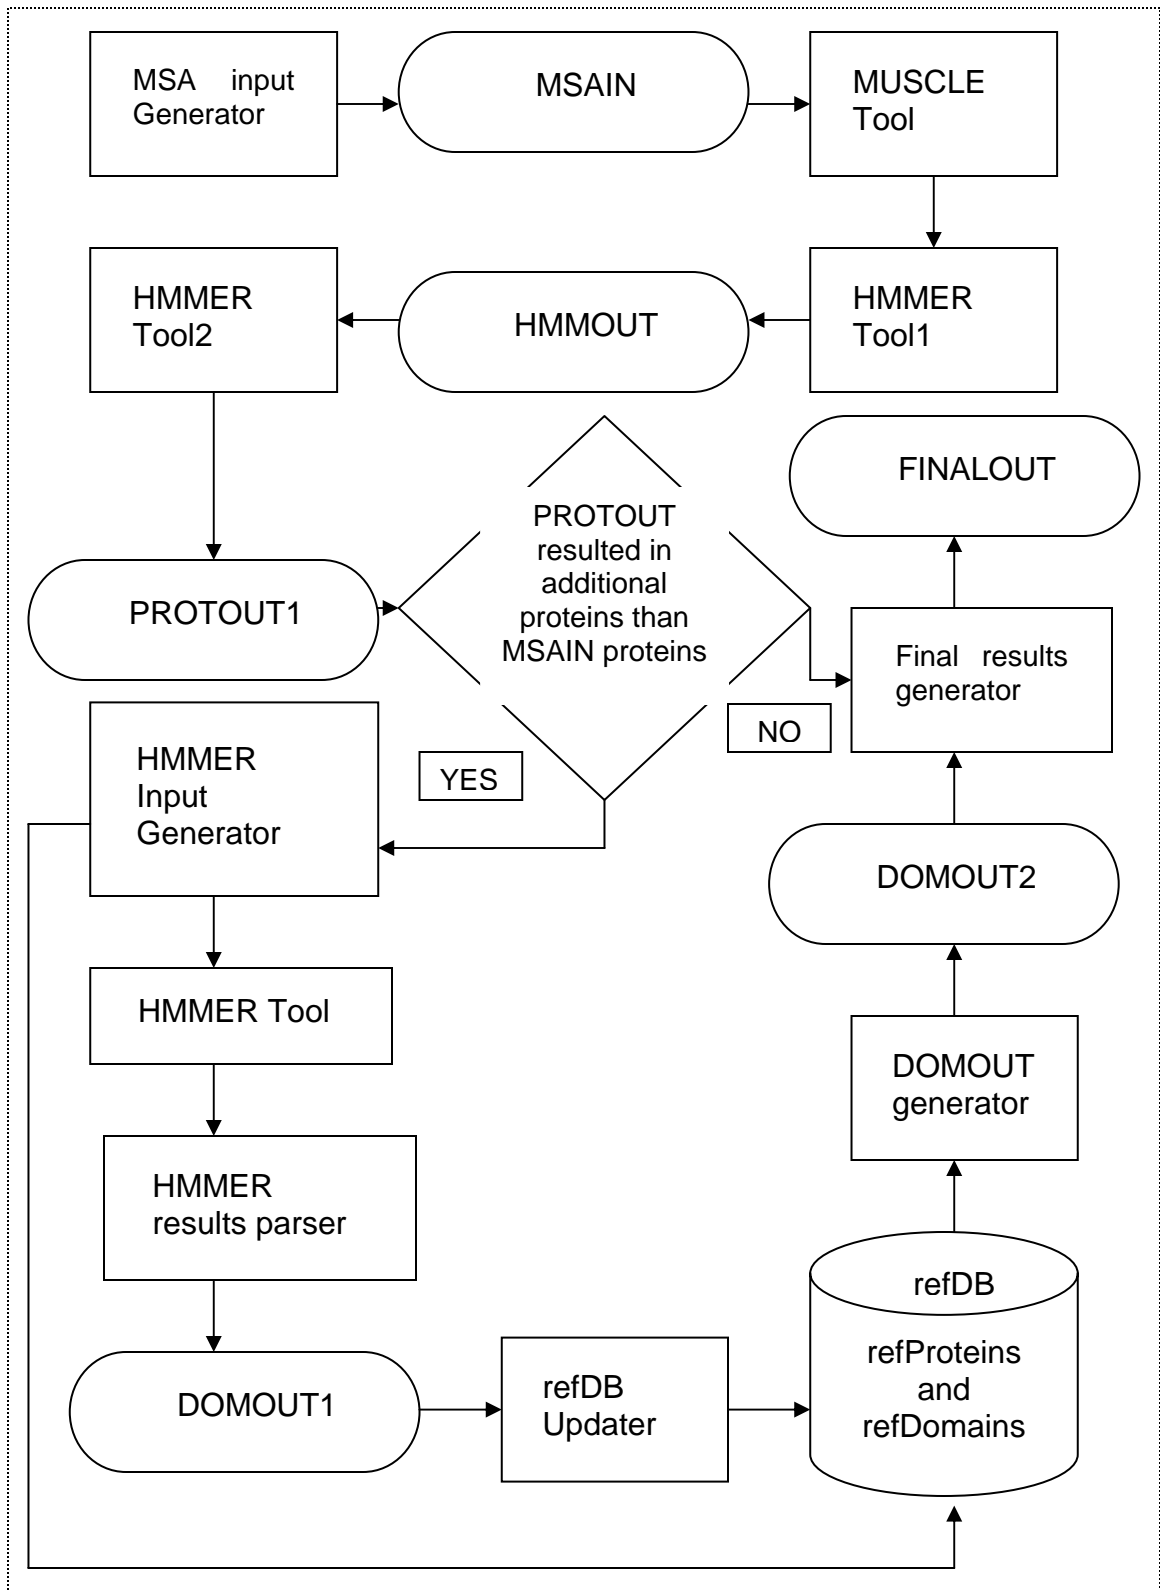 MSA input
Generator
MSAIN
MUSCLE
Tool
HMMER
Tool2
HMMOUT
HMMER
Tool1
FINALOUT
PROTOUT
resulted in
additional
proteins than
MSAIN proteins
PROTOUT1
Final results
generator
NO
YES
HMMER
Input
Generator
DOMOUT2
HMMER Tool
DOMOUT
generator
HMMER
results parser
refDB
refProteins
and
refDomains
DOMOUT1
refDB
Updater